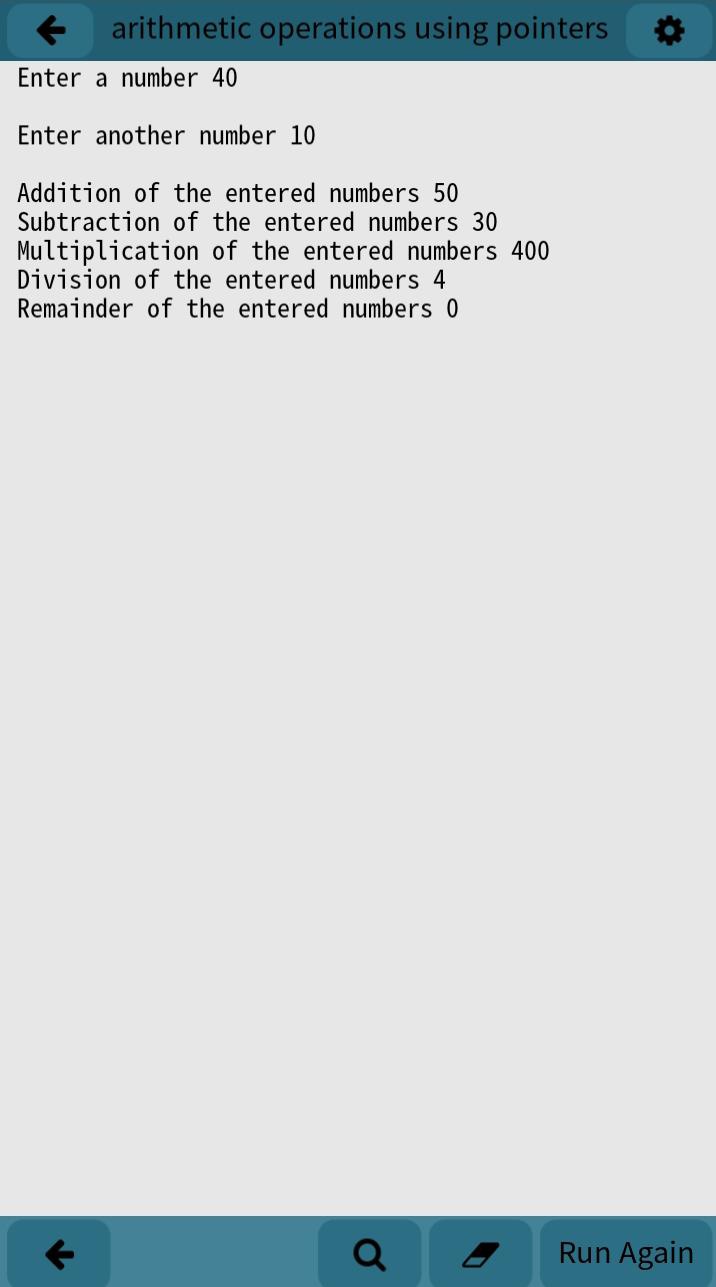 arithmetic operations using pointers
Enter a number 40
Enter another number 10
Addition of the entered numbers 50
Subtraction of the entered numbers 30
Multiplication of the entered numbers 400
Division of the entered numbers 4
Remainder of the entered numbers 0
Run Again